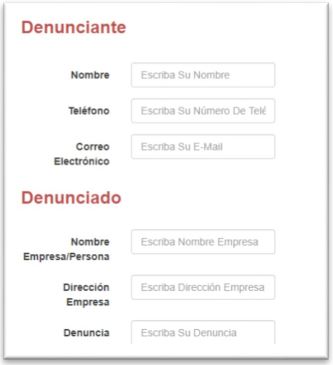 Denunciante
Nombre Escriba Su Nombre
Teléfono Escriba Su Número De Telé
Correo Escriba Su E-Mail
Electrónico
Denunciado
Nombre Escriba Nombre Empresa
Empresa/Persona
Dirección Escriba Dirección Empresa
Empresa
Denuncia Escriba Su Denuncia